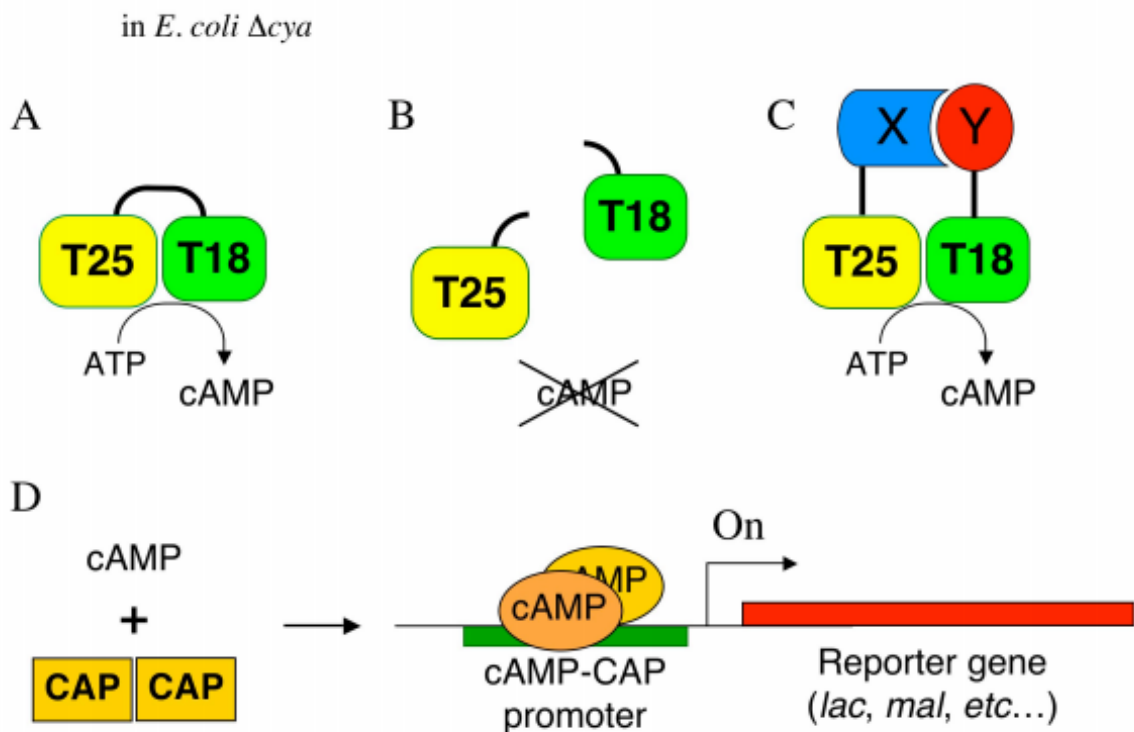 in E. coli Δcya
A
B
C
X Y
T25 T18
T18
T25
T25 T18
ATP
cAMP
cAMP
ATP
cAMP
D
cAMP
+
CAP CAP
On
AMP
cAMP
cAMP-CAP
promoter
Reporter gene
(lac, mal, etc...)